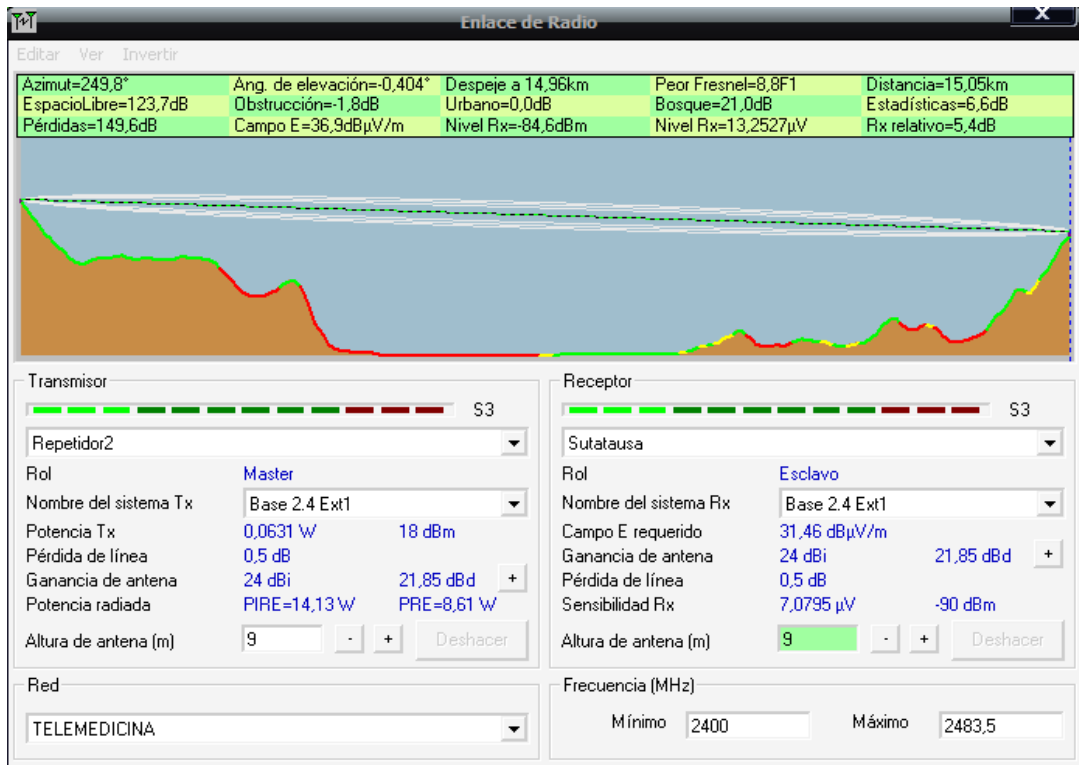 Enlace de Radio
X
Editar Ver Invertir
Azimut=249,8° Ang. de elevación=-0,404° Despeje a 14,96km Peor Fresnel=8,8F1 Distancia=15,05km
EspacioLibre=123,7dB Obstrucción=-1,8dB Urbano=0,0dB Bosque=21,0dB Estadísticas=6,6dB
Pérdidas=149,6dB Campo E=36,9dBµV/m Nivel Rx=-84,6dBm Nivel Rx=13,2527µV Rx relativo=5,4dB
Transmisor
S3
Repetidor2
Rol Master
Nombre del sistema Tx Base 2.4 Ext1
Potencia Tx 0,0631 W 18 dBm
Pérdida de línea 0,5 dB
Ganancia de antena 24 dBi 21,85 dBd +
Potencia radiada PIRE=14,13 W PRE=8,61 W
Altura de antena (m) 9 - + Deshacer
Receptor
S3
Sutatausa
Rol Esclavo
Nombre del sistema Rx Base 2.4 Ext1
Campo E requerido 31,46 dBµV/m
Ganancia de antena 24 dBi 21,85 dBd +
Pérdida de línea 0,5 dB
Sensibilidad Rx 7,0795 µV -90 dBm
Altura de antena (m) 9 - + Deshacer
Red
TELEMEDICINA
Frecuencia (MHz)
Mínimo 2400 Máximo 2483,5